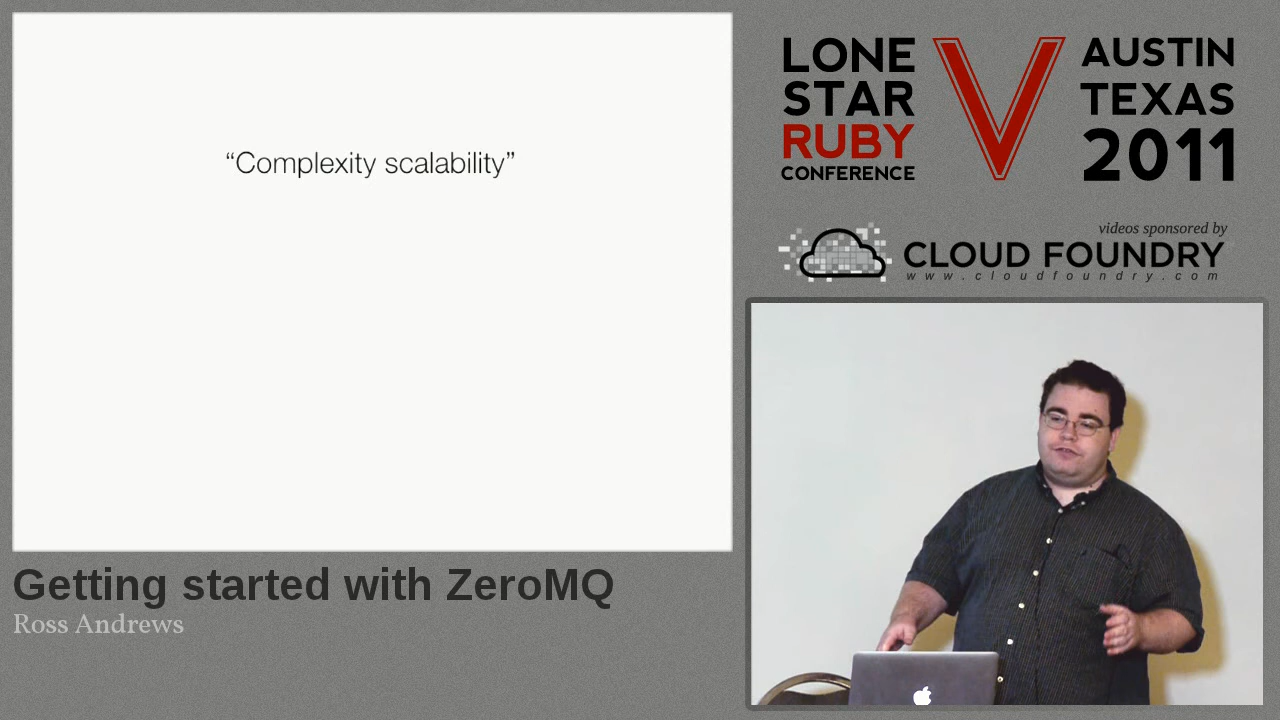 “Complexity scalability”
Getting started with ZeroMQ
Ross Andrews
LONE
STAR
RUBY
CONFERENCE
V
AUSTIN
TEXAS
2011
videos sponsored by
CLOUD FOUNDRY
www.cloudfoundry.com